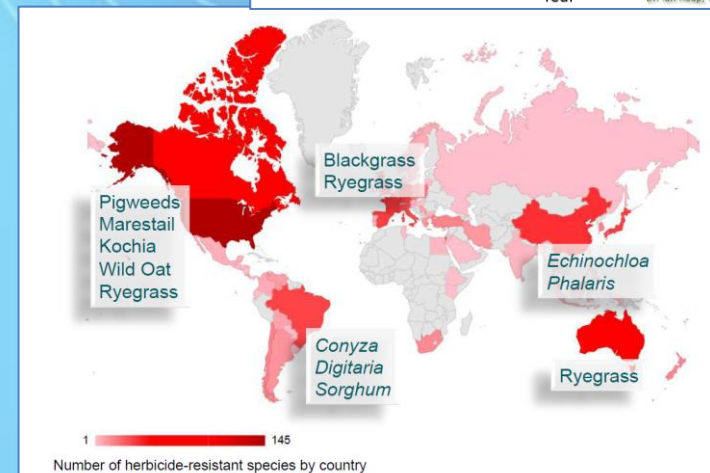 Year
Blackgrass
Ryegrass
Pigweeds
Marestail
Kochia
Wild Oat
Ryegrass
Echinochloa
Phalaris
Conyza
Digitaria
Sorghum
Ryegrass
1
145
Number of herbicide-resistant species by country